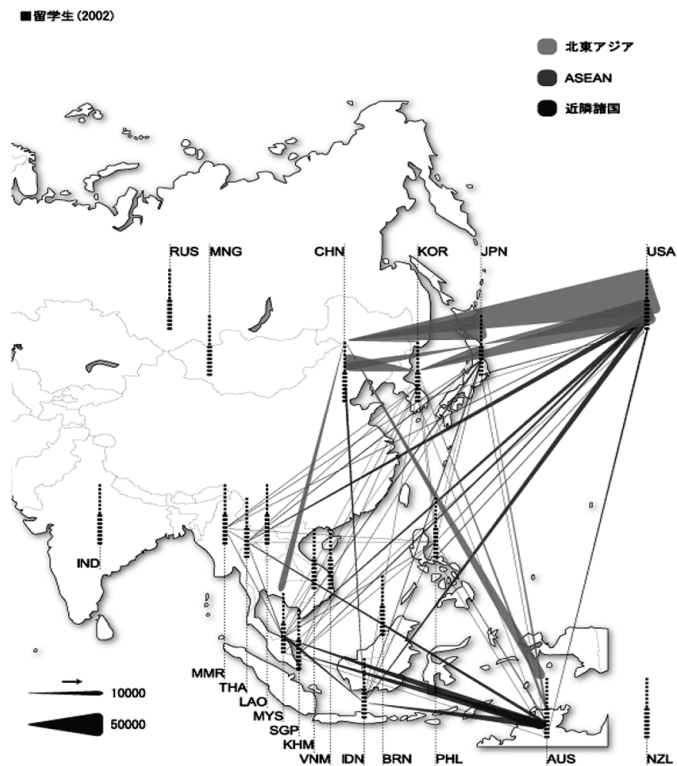 ■留学生(2002)
北東アジア
ASEAN
近隣諸国
RUS MNG CHN KOR JPN USA
IND
MMR
THA
LAO
MYS
SGP
KHM
VNM IDN BRN PHL AUS NZL
→
10000
50000